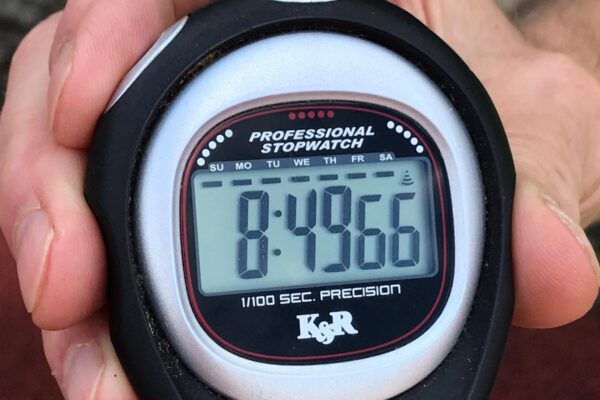 PROFESSIONAL
STOPWATCH
SU MO TU WE TH FR SA
8:4966
1/100 SEC. PRECISION
K&R